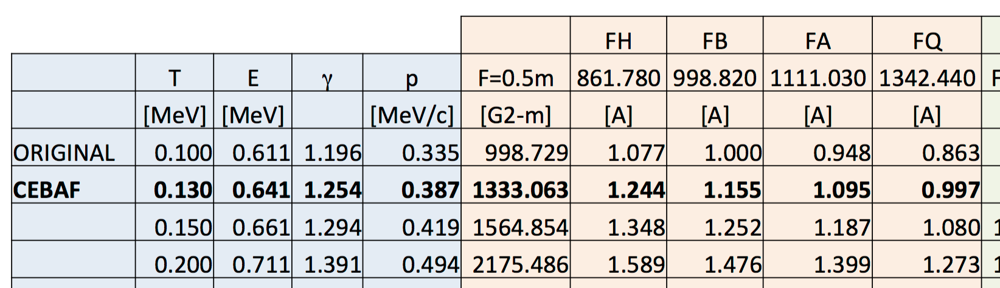 FH FB FA FQ
T E γ p F=0.5m 861.780 998.820 1111.030 1342.440
[MeV] [MeV] [MeV/c] [G2-m] [A] [A] [A] [A]
ORIGINAL 0.100 0.611 1.196 0.335 998.729 1.077 1.000 0.948 0.863
CEBAF 0.130 0.641 1.254 0.387 1333.063 1.244 1.155 1.095 0.997
0.150 0.661 1.294 0.419 1564.854 1.348 1.252 1.187 1.080
0.200 0.711 1.391 0.494 2175.486 1.589 1.476 1.399 1.273